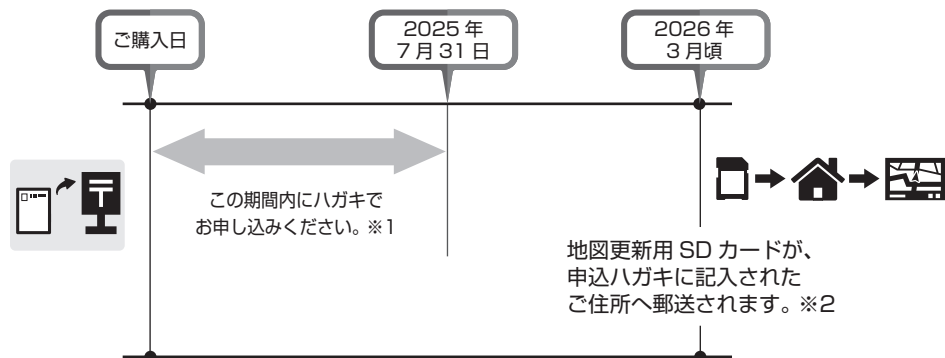 ご購入日
2025 年
7 月 31 日
2026 年
3 月頃
この期間内にハガキで
お申し込みください。※1
地図更新用 SD カードが、
申込ハガキに記入された
ご住所へ郵送されます。※2